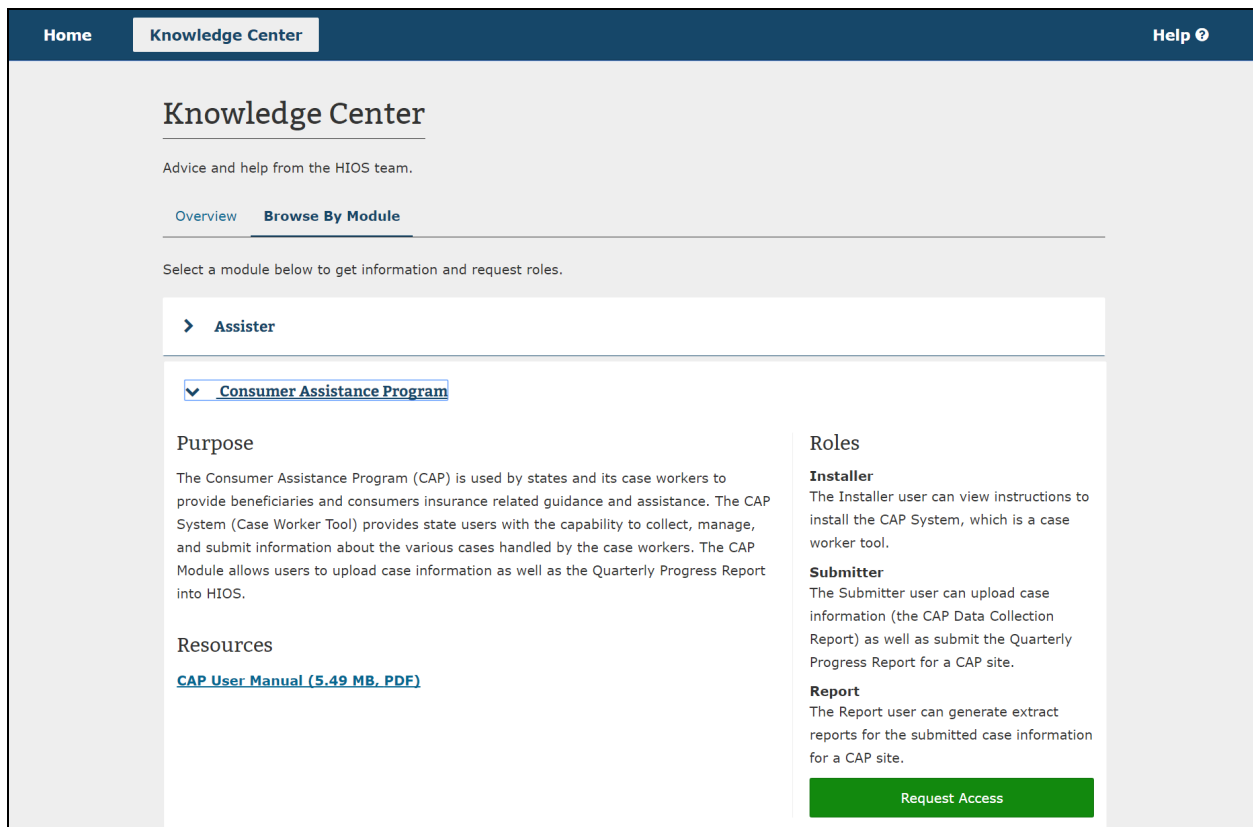 Home
Knowledge Center
Help
Knowledge Center
Advice and help from the HIOS team.
Overview
Browse By Module
Select a module below to get information and request roles.
Assister
Consumer Assistance Program
Purpose
The Consumer Assistance Program (CAP) is used by states and its case workers to
provide beneficiaries and consumers insurance related guidance and assistance. The CAP
System (Case Worker Tool) provides state users with the capability to collect, manage,
and submit information about the various cases handled by the case workers. The CAP
Module allows users to upload case information as well as the Quarterly Progress Report
into HIOS.
Resources
CAP User Manual (5.49 MB, PDF)
Roles
Installer
The Installer user can view instructions to
install the CAP System, which is a case
worker tool.
Submitter
The Submitter user can upload case
information (the CAP Data Collection
Report) as well as submit the Quarterly
Progress Report for a CAP site.
Report
The Report user can generate extract
reports for the submitted case information
for a CAP site.
Request Access